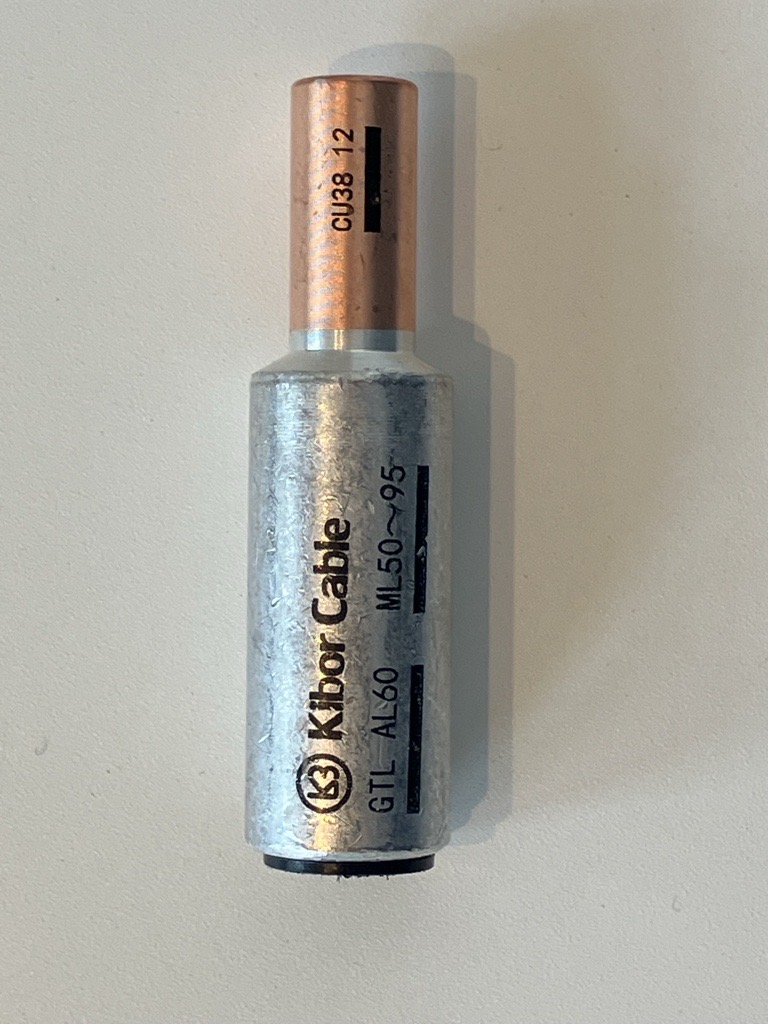 CU38 12
Kibor Cable
GTL AL60 ML50~95